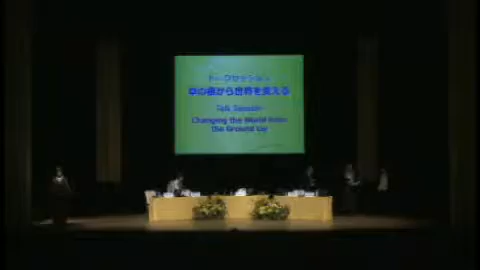 トークセッション
草の根から世界を変える
Talk Session
Changing the World from
the Ground Up